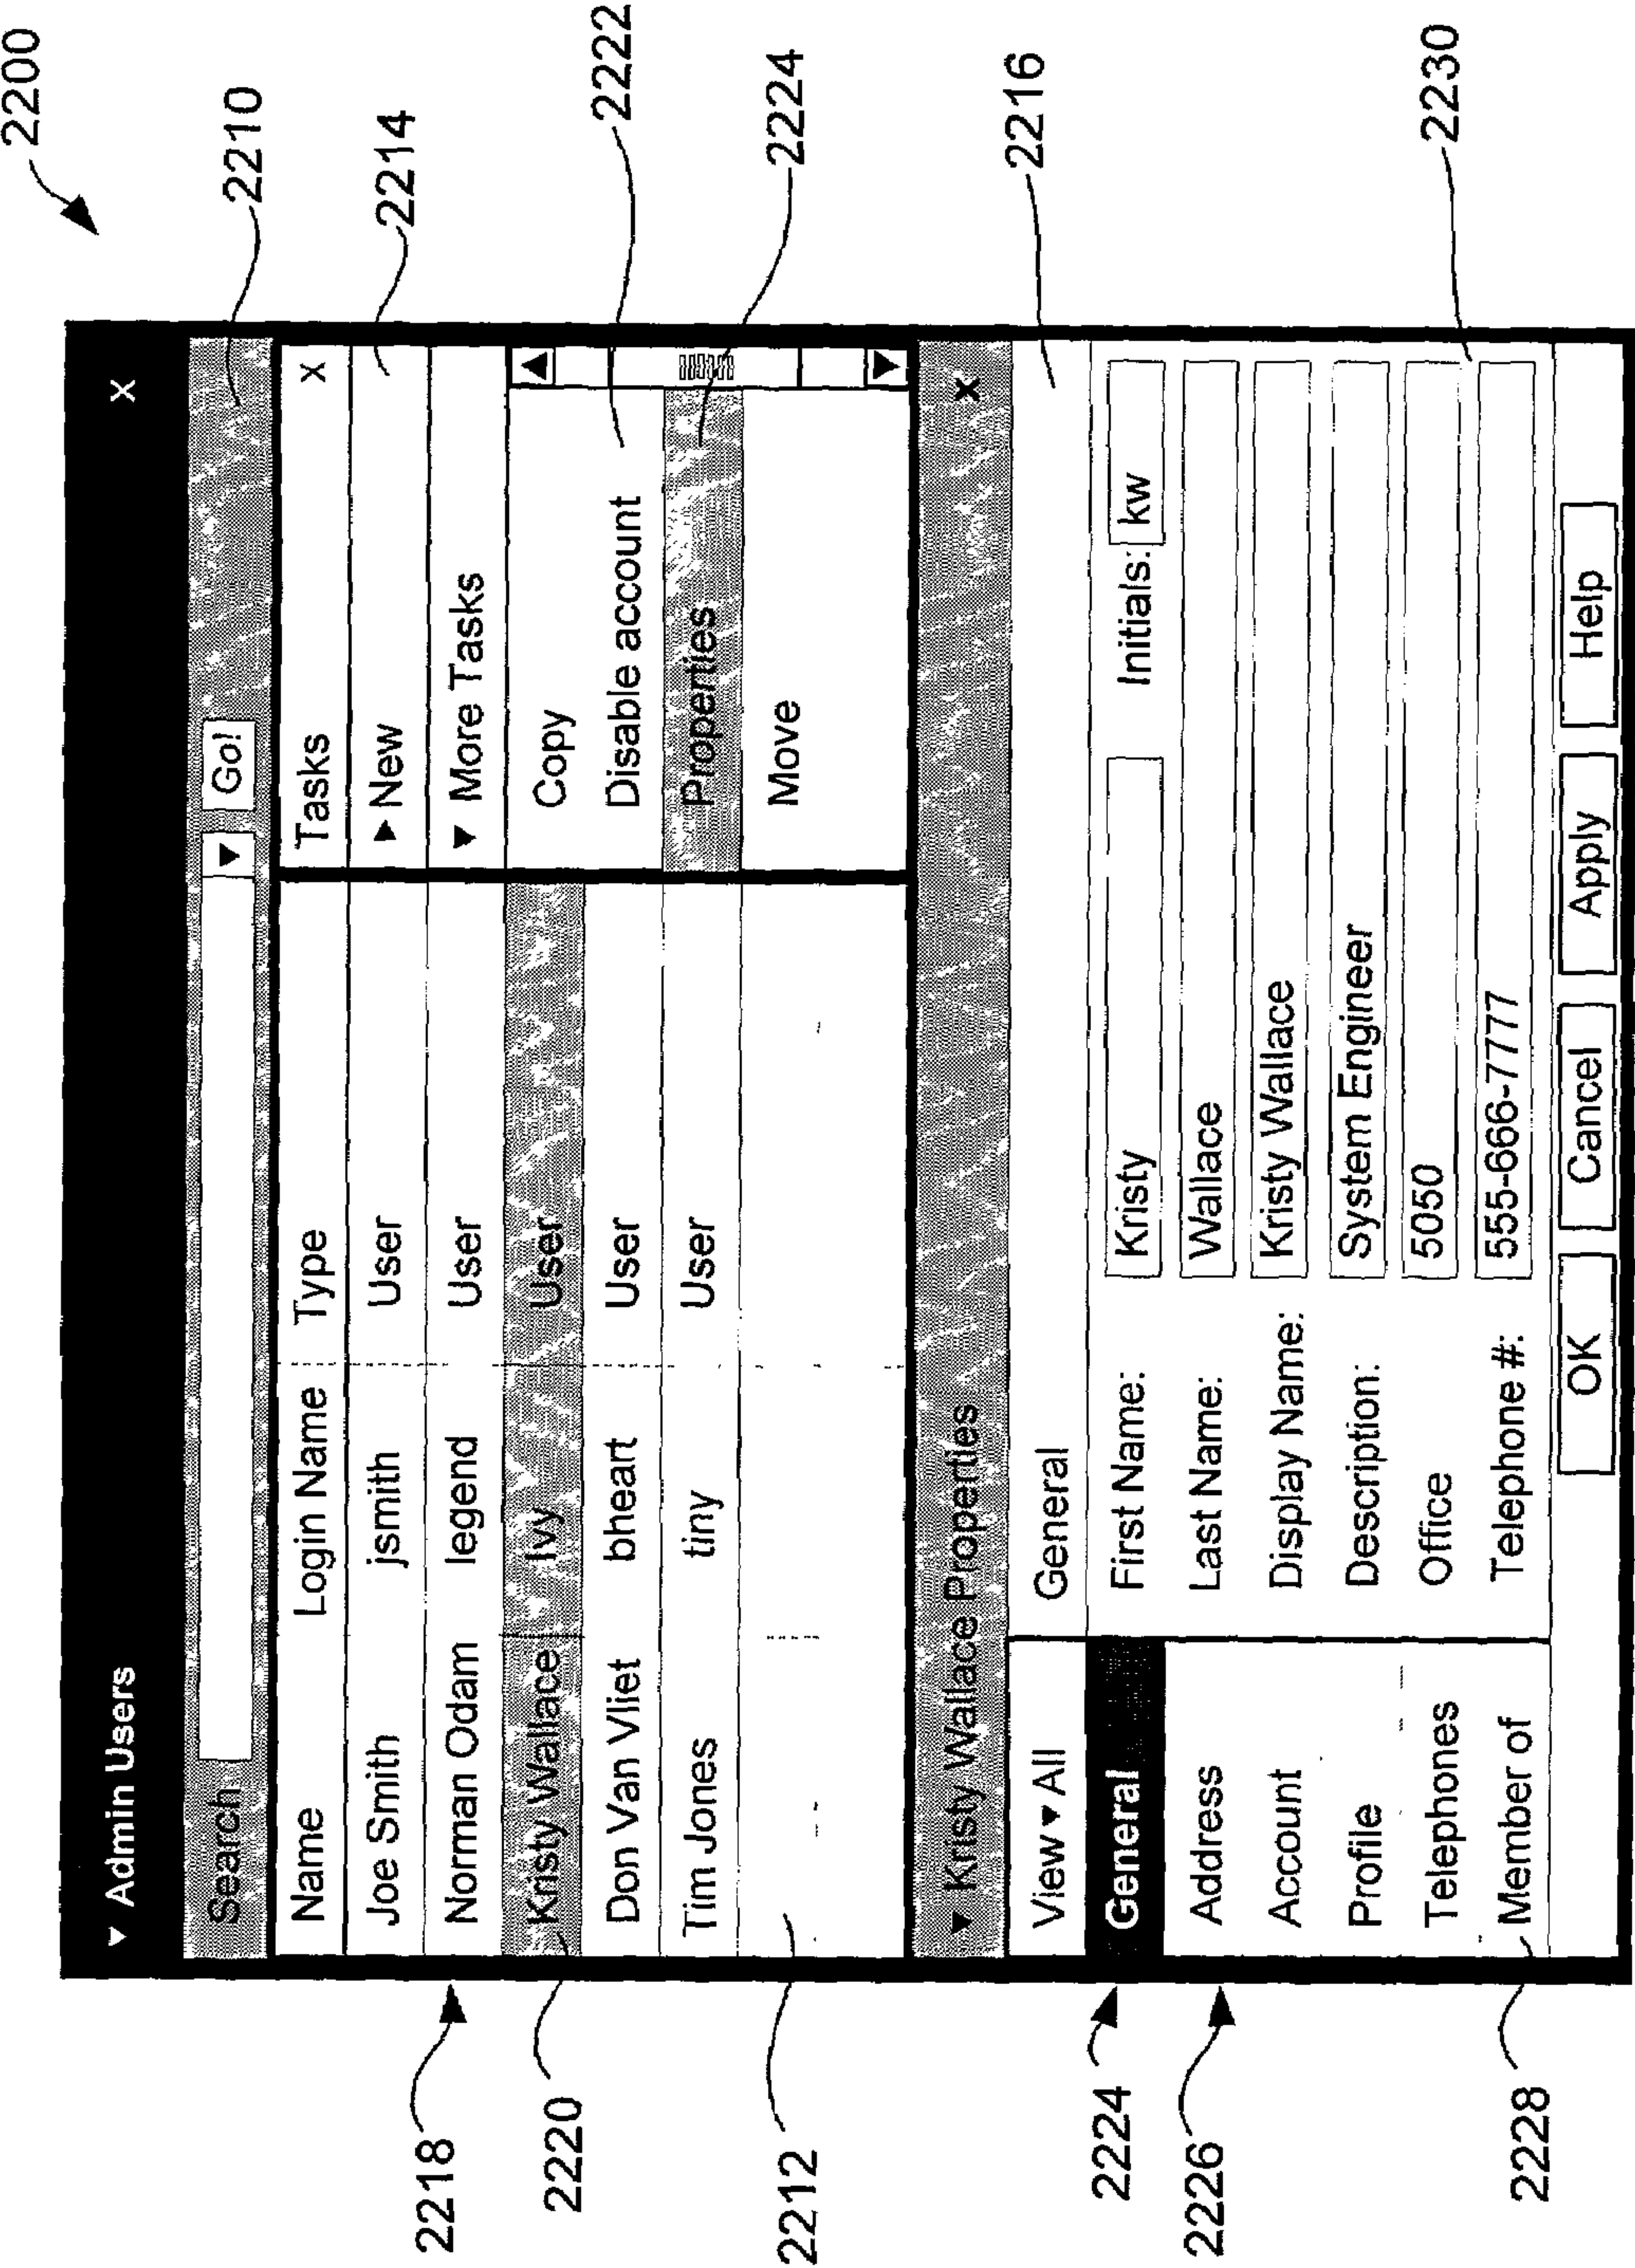 2200
▼ Admin Users X
Search ▼ Go! 2210
Name Login Name Type Tasks X
Joe Smith jsmith User ▶ New 2214
2218 Norman Odam legend User ▼ More Tasks
2220 Kristy Wallace Ivy User Copy
Don Van Vliet bheart User Disable account 2222
Tim Jones tiny User Properties 2224
2212 Move
▼ Kristy Wallace Properties X
View ▼ All General 2216
2224 General First Name: Kristy Initials: kw
2226 Address Last Name: Wallace
Account Display Name: Kristy Wallace
Profile Description: System Engineer
Telephones Office 5050
2228 Member of Telephone #: 555-666-7777 2230
OK Cancel Apply Help